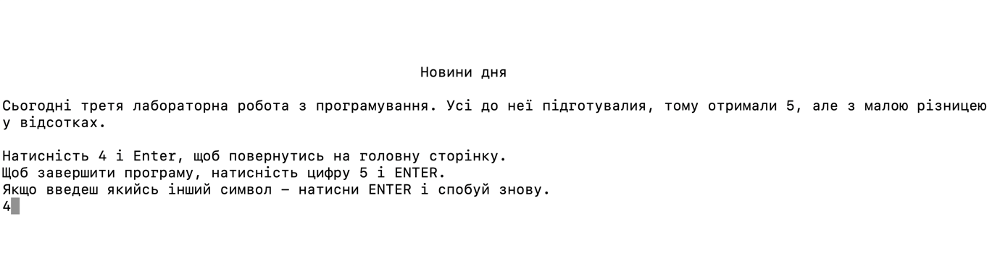 Новини дня
Сьогодні третя лабораторна робота з програмування. Усі до неї підготувалия, тому отримали 5, але з малою різницею
у відсотках.
Натисність 4 і Enter, щоб повернутись на головну сторінку.
Щоб завершити програму, натисність цифру 5 і ENTER.
Якщо введеш якийсь інший символ – натисни ENTER і спобуй знову.
4